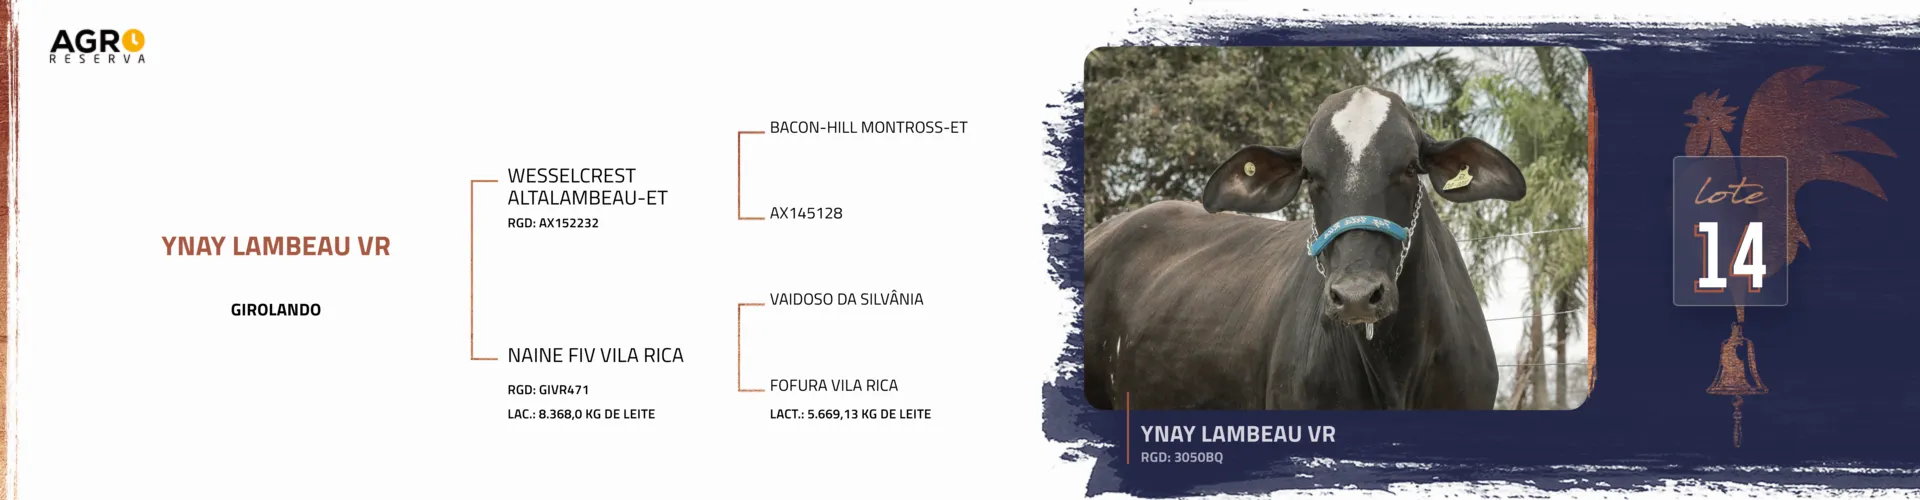 AGRO
RESERVA
YNAY LAMBEAU VR
GIROLANDO
WESSELCREST
ALTALAMBEAU-ET
RGD: AX152232
NAINE FIV VILA RICA
RGD: GIVR471
LAC.: 8.368,0 KG DE LEITE
BACON-HILL MONTROSS-ET
AX145128
VAIDOSO DA SILVÂNIA
FOFURA VILA RICA
LACT.: 5.669,13 KG DE LEITE
YNAY LAMBEAU VR
RGD: 3050BQ
lote
14